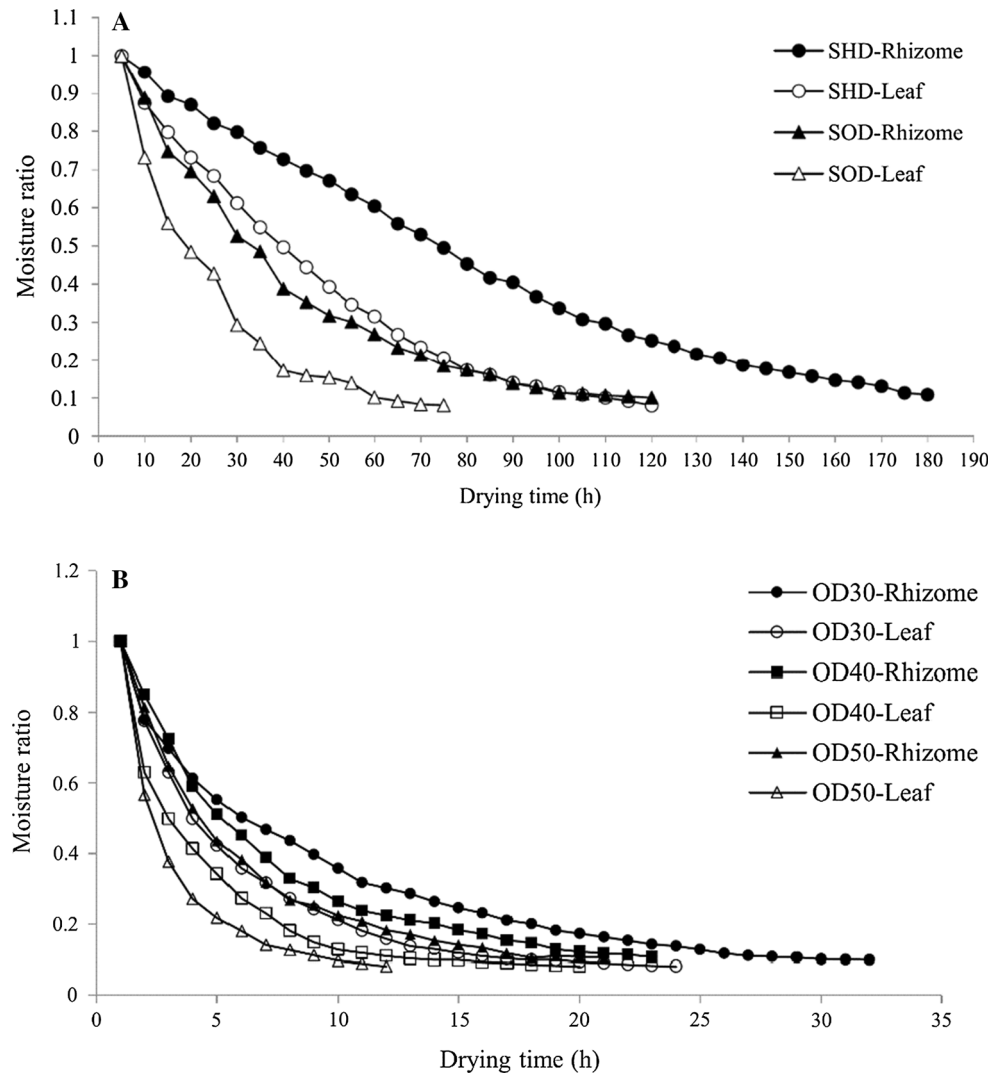 A
1.1
1
0.9
0.8
0.7
0.6
0.5
0.4
0.3
0.2
0.1
0
Moisture ratio
SHD-Rhizome
SHD-Leaf
SOD-Rhizome
SOD-Leaf
0 10 20 30 40 50 60 70 80 90 100 110 120 130 140 150 160 170 180 190
Drying time (h)
B
1.2
1
0.8
0.6
0.4
0.2
0
Moisture ratio
OD30-Rhizome
OD30-Leaf
OD40-Rhizome
OD40-Leaf
OD50-Rhizome
OD50-Leaf
0 5 10 15 20 25 30 35
Drying time (h)